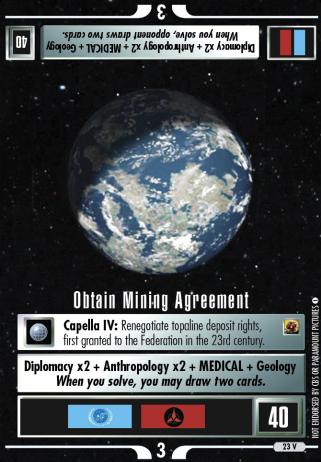 3
Diplomacy x2 + Anthropology x2 + MEDICAL + Geology
When you solve, opponent draws two cards.
40
Obtain Mining Agreement
Capella IV: Renegotiate topaline deposit rights,
first granted to the Federation in the 23rd century.
Diplomacy x2 + Anthropology x2 + MEDICAL + Geology
When you solve, you may draw two cards.
40
3
23 V
NOT ENDORSED BY CBS OR PARAMOUNT PICTURES